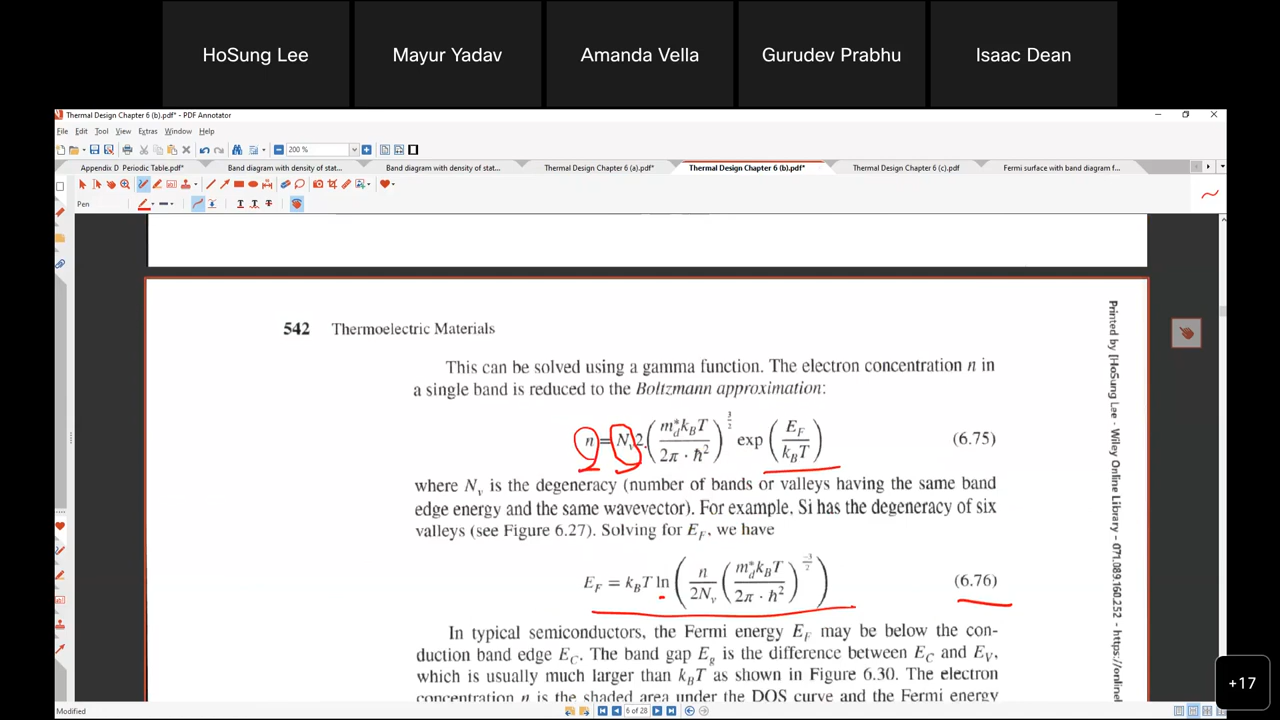 HoSung Lee Mayur Yadav Amanda Vella Gurudev Prabhu Isaac Dean
Thermal Design Chapter 6 (b).pdf* - PDF Annotator
File Edit Tool View Extras Window Help
200 %
Appendix D Periodic Table.pdf* Band diagram with density of stat... Band diagram with density of stat... Thermal Design Chapter 6 (a).pdf* Thermal Design Chapter 6 (b).pdf* Thermal Design Chapter 6 (c).pdf Fermi surface with band diagram f...
Pen
542 Thermoelectric Materials
This can be solved using a gamma function. The electron concentration n in
a single band is reduced to the Boltzmann approximation:
n = N_v 2 (m_d^* k_B T / 2π · ħ²)^(3/2) exp (E_F / k_B T) (6.75)
where N_v is the degeneracy (number of bands or valleys having the same band
edge energy and the same wavevector). For example, Si has the degeneracy of six
valleys (see Figure 6.27). Solving for E_F, we have
E_F = k_B T ln (n / 2N_v (m_d^* k_B T / 2π · ħ²)^(-3/2)) (6.76)
In typical semiconductors, the Fermi energy E_F may be below the con-
duction band edge E_C. The band gap E_g is the difference between E_C and E_V,
which is usually much larger than k_B T as shown in Figure 6.30. The electron
concentration n is the shaded area under the DOS curve and the Fermi energy
Printed by [HoSung Lee - Wiley Online Library - 071.089.160.252 - https://onlinel
Modified
6 of 28
+17